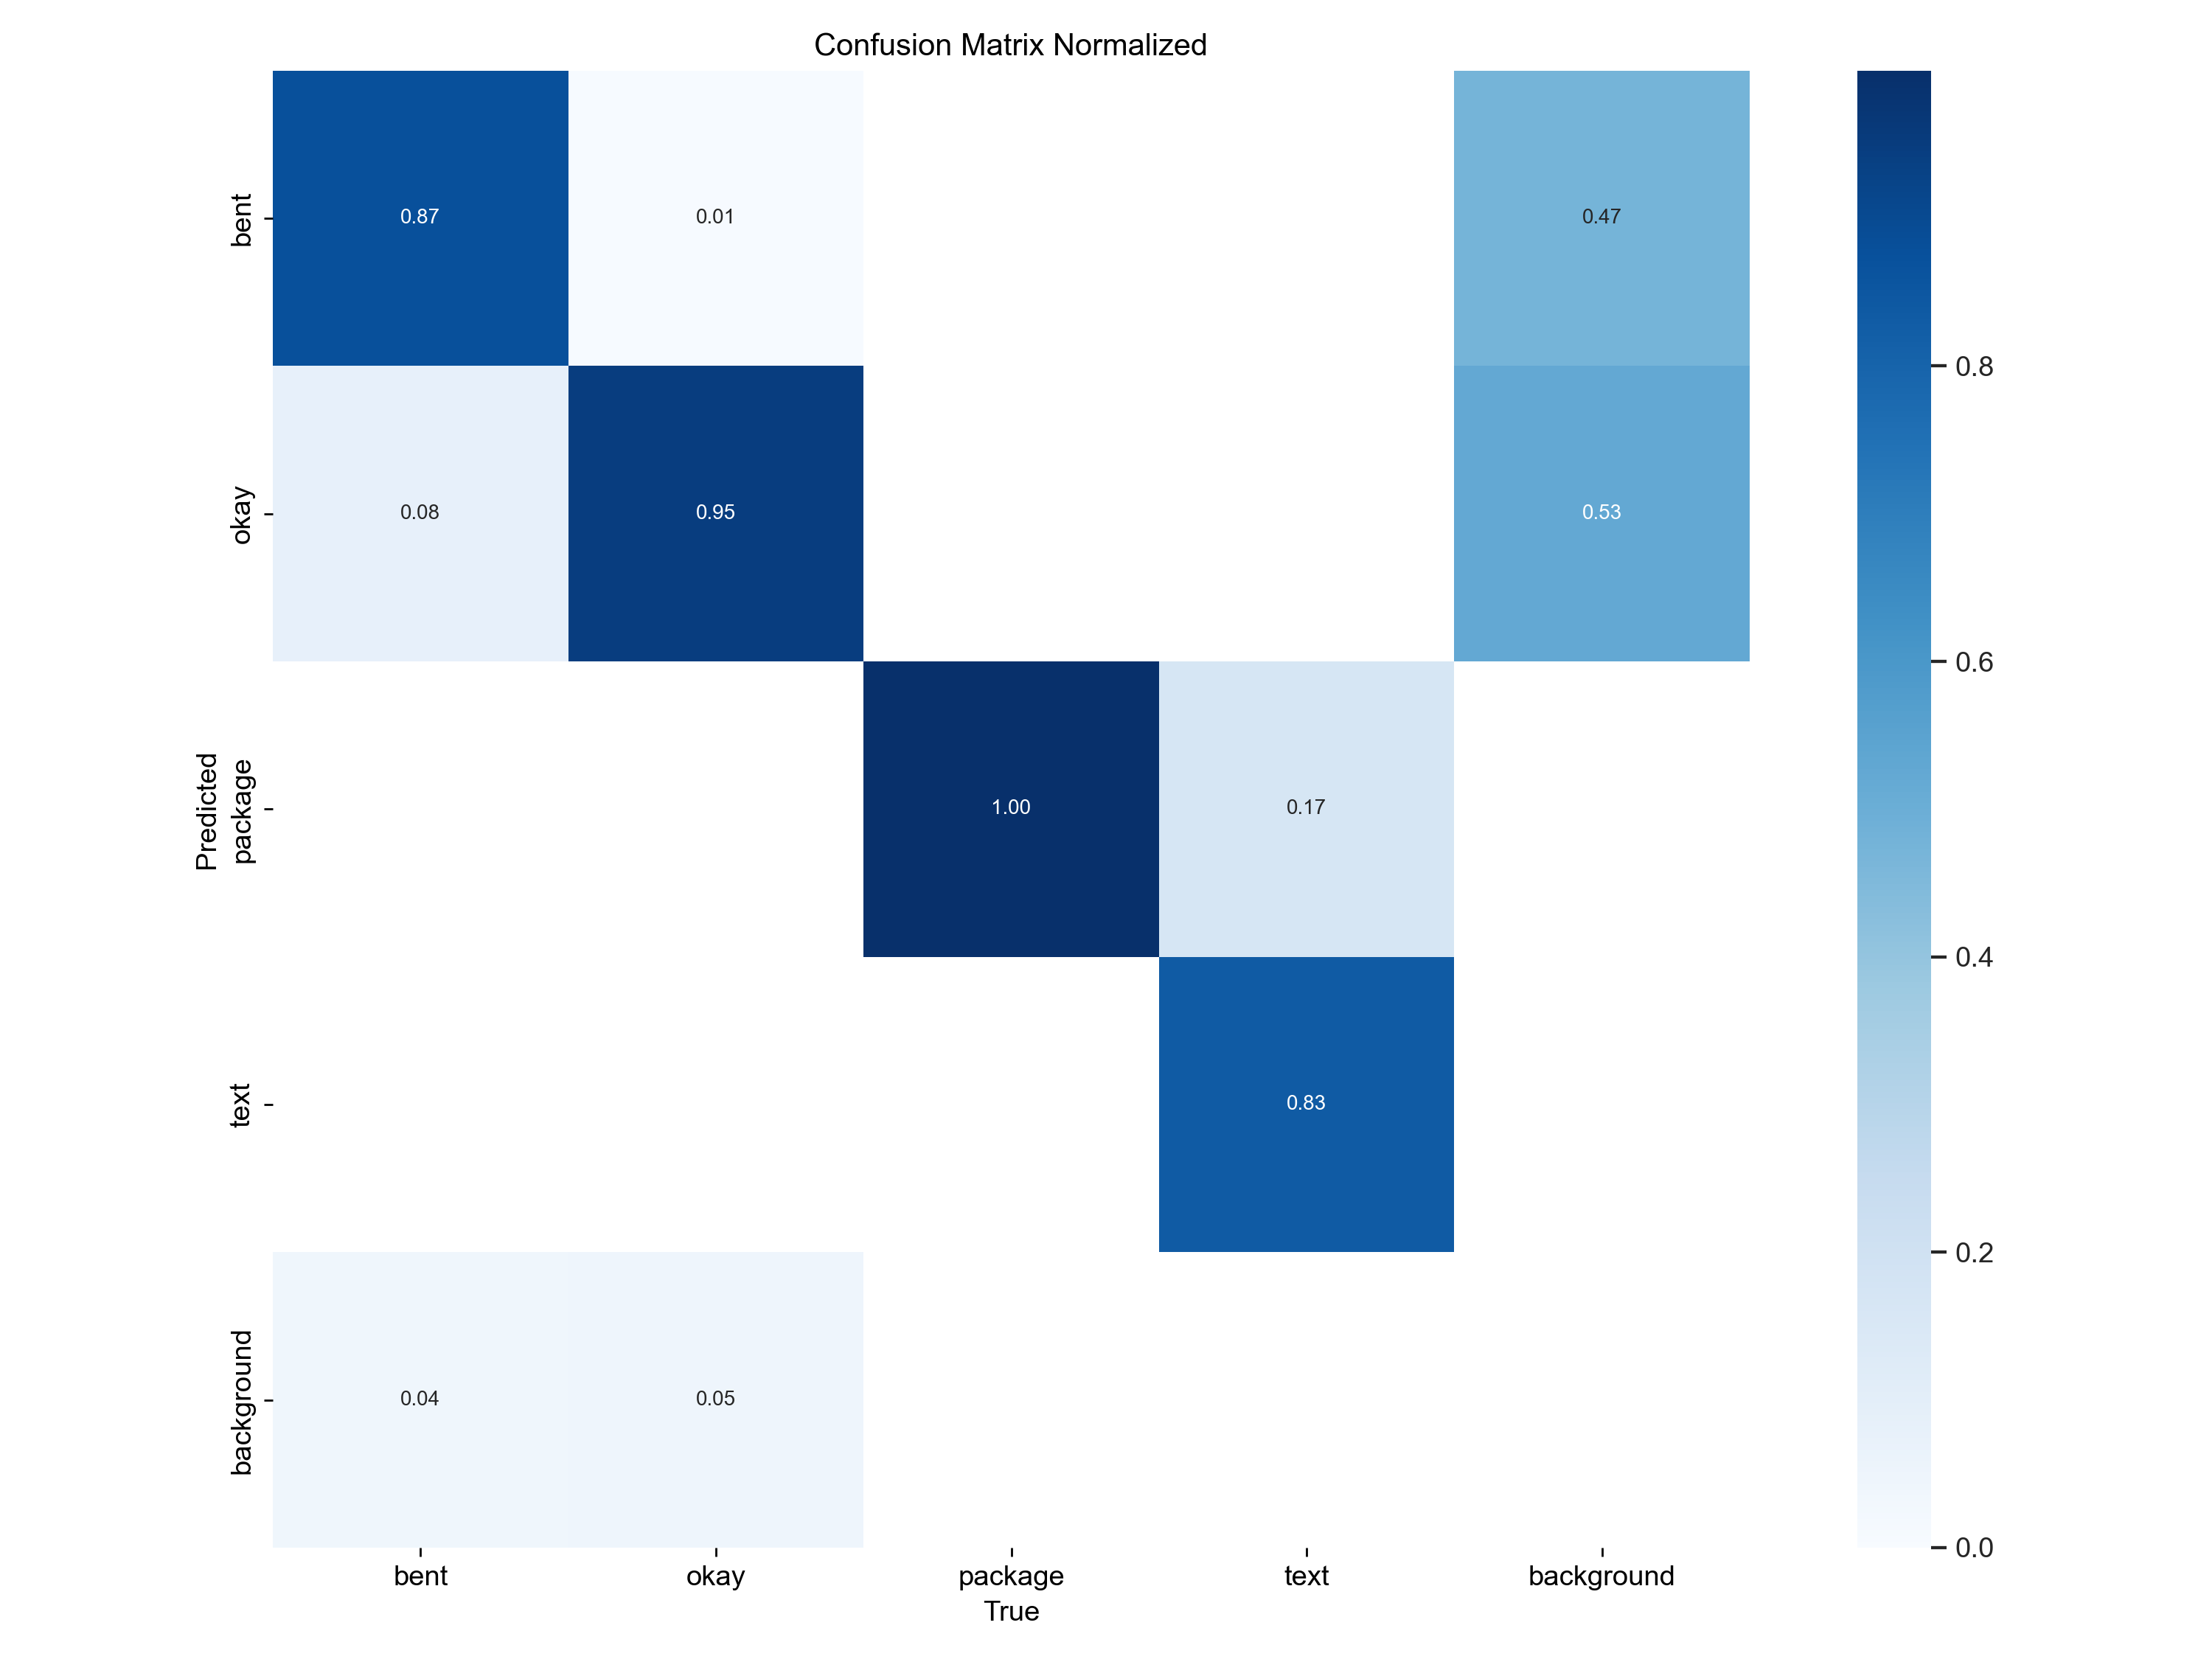 Confusion Matrix Normalized
bent
0.87
0.01
0.47
0.8
okay
0.08
0.95
0.53
0.6
Predicted
package
1.00
0.17
0.4
text
0.83
0.2
background
0.04
0.05
0.0
bent
okay
package
text
background
True